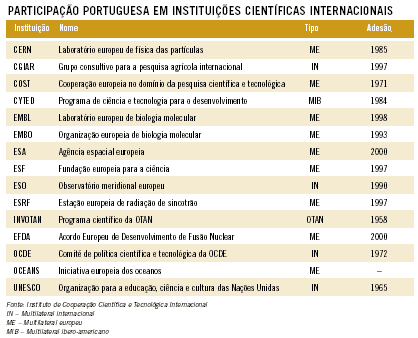 PARTICIPAÇÃO PORTUGUESA EM INSTITUIÇÕES CIENTÍFICAS INTERNACIONAIS
Instituição Nome Tipo Adesão
CERN Laboratório europeu de física das partículas ME 1985
CGIAR Grupo consultivo para a pesquisa agrícola internacional IN 1997
COST Cooperação europeia no domínio da pesquisa científica e tecnológica ME 1971
CYTED Programa de ciência e tecnologia para o desenvolvimento MIB 1984
EMBL Laboratório europeu de biologia molecular ME 1998
EMBO Organização europeia de biologia molecular ME 1993
ESA Agência espacial europeia ME 2000
ESF Fundação europeia para a ciência ME 1997
ESO Observatório meridional europeu IN 1990
ESRF Estação europeia de radiação de sincotrão ME 1997
INVOTAN Programa científico da OTAN OTAN 1958
EFDA Acordo Europeu de Desenvolvimento de Fusão Nuclear ME 2000
OCDE Comité de política científica e tecnológica da OCDE IN 1972
OCEANS Iniciativa europeia dos oceanos ME –
UNESCO Organização para a educação, ciência e cultura das Nações Unidas IN 1965
Fonte: Instituto de Cooperação Científica e Tecnológica Internacional
IN – Multilateral internacional
ME – Multilateral europeu
MIB – Multilateral ibero-americano